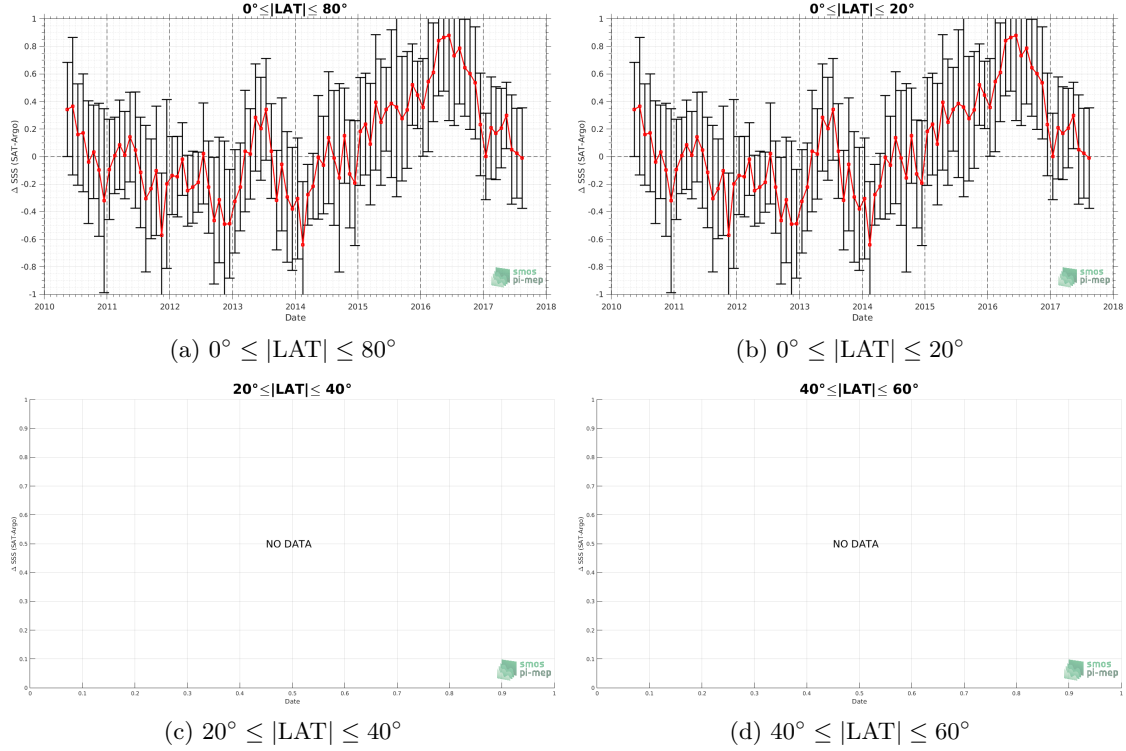 0°≤|LAT|≤ 80°
1
0.8
0.6
0.4
0.2
0
-0.2
-0.4
-0.6
-0.8
-1
Δ SSS (SAT-Argo)
2010 2011 2012 2013 2014 2015 2016 2017 2018
Date
smos
pi-mep
(a) 0° ≤ |LAT| ≤ 80°
0°≤|LAT|≤ 20°
1
0.8
0.6
0.4
0.2
0
-0.2
-0.4
-0.6
-0.8
-1
Δ SSS (SAT-Argo)
2010 2011 2012 2013 2014 2015 2016 2017 2018
Date
smos
pi-mep
(b) 0° ≤ |LAT| ≤ 20°
20°≤|LAT|≤ 40°
1
0.9
0.8
0.7
0.6
0.5
0.4
0.3
0.2
0.1
0
Δ SSS (SAT-Argo)
NO DATA
0 0.1 0.2 0.3 0.4 0.5 0.6 0.7 0.8 0.9 1
Date
smos
pi-mep
(c) 20° ≤ |LAT| ≤ 40°
40°≤|LAT|≤ 60°
1
0.9
0.8
0.7
0.6
0.5
0.4
0.3
0.2
0.1
0
Δ SSS (SAT-Argo)
NO DATA
0 0.1 0.2 0.3 0.4 0.5 0.6 0.7 0.8 0.9 1
Date
smos
pi-mep
(d) 40° ≤ |LAT| ≤ 60°